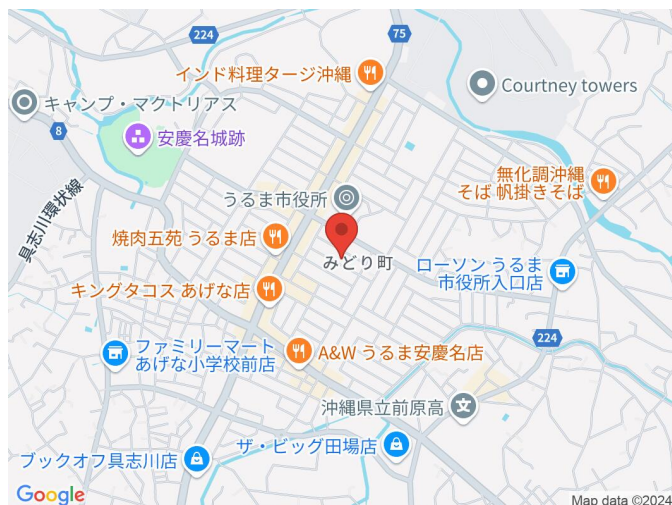 224
75
インド料理タージ沖縄
Courtney towers
キャンプ・マクトリアス
8
安慶名城跡
無化調沖縄
そば 帆掛きそば
具志川環状線
うるま市役所
焼肉五苑 うるま店
みどり町
ローソン うるま
市役所入口店
キングタコス あげな店
ファミリーマート
あげな小学校前店
A&W うるま安慶名店
224
沖縄県立前原高
ザ・ビッグ田場店
ブックオフ具志川店
Google
Map data ©2024